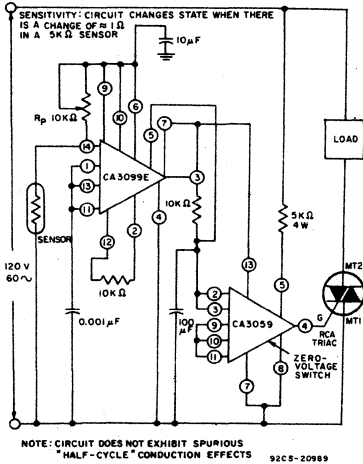 SENSITIVITY: CIRCUIT CHANGES STATE WHEN THERE
IS A CHANGE OF ≈ 1Ω
IN A 5KΩ SENSOR
10µF
RP 10KΩ
9
10
6
5
7
14
1
13
11
CA3099E
3
12
2
4
10KΩ
13
5KΩ
4W
LOAD
SENSOR
10KΩ
120 V
60 ~
0.001µF
100
µF
2
3
9
10
11
CA3059
5
4
G
MT2
RCA
TRIAC
MT1
ZERO-
VOLTAGE
SWITCH
7
8
NOTE: CIRCUIT DOES NOT EXHIBIT SPURIOUS
"HALF-CYCLE" CONDUCTION EFFECTS
92CS-20989